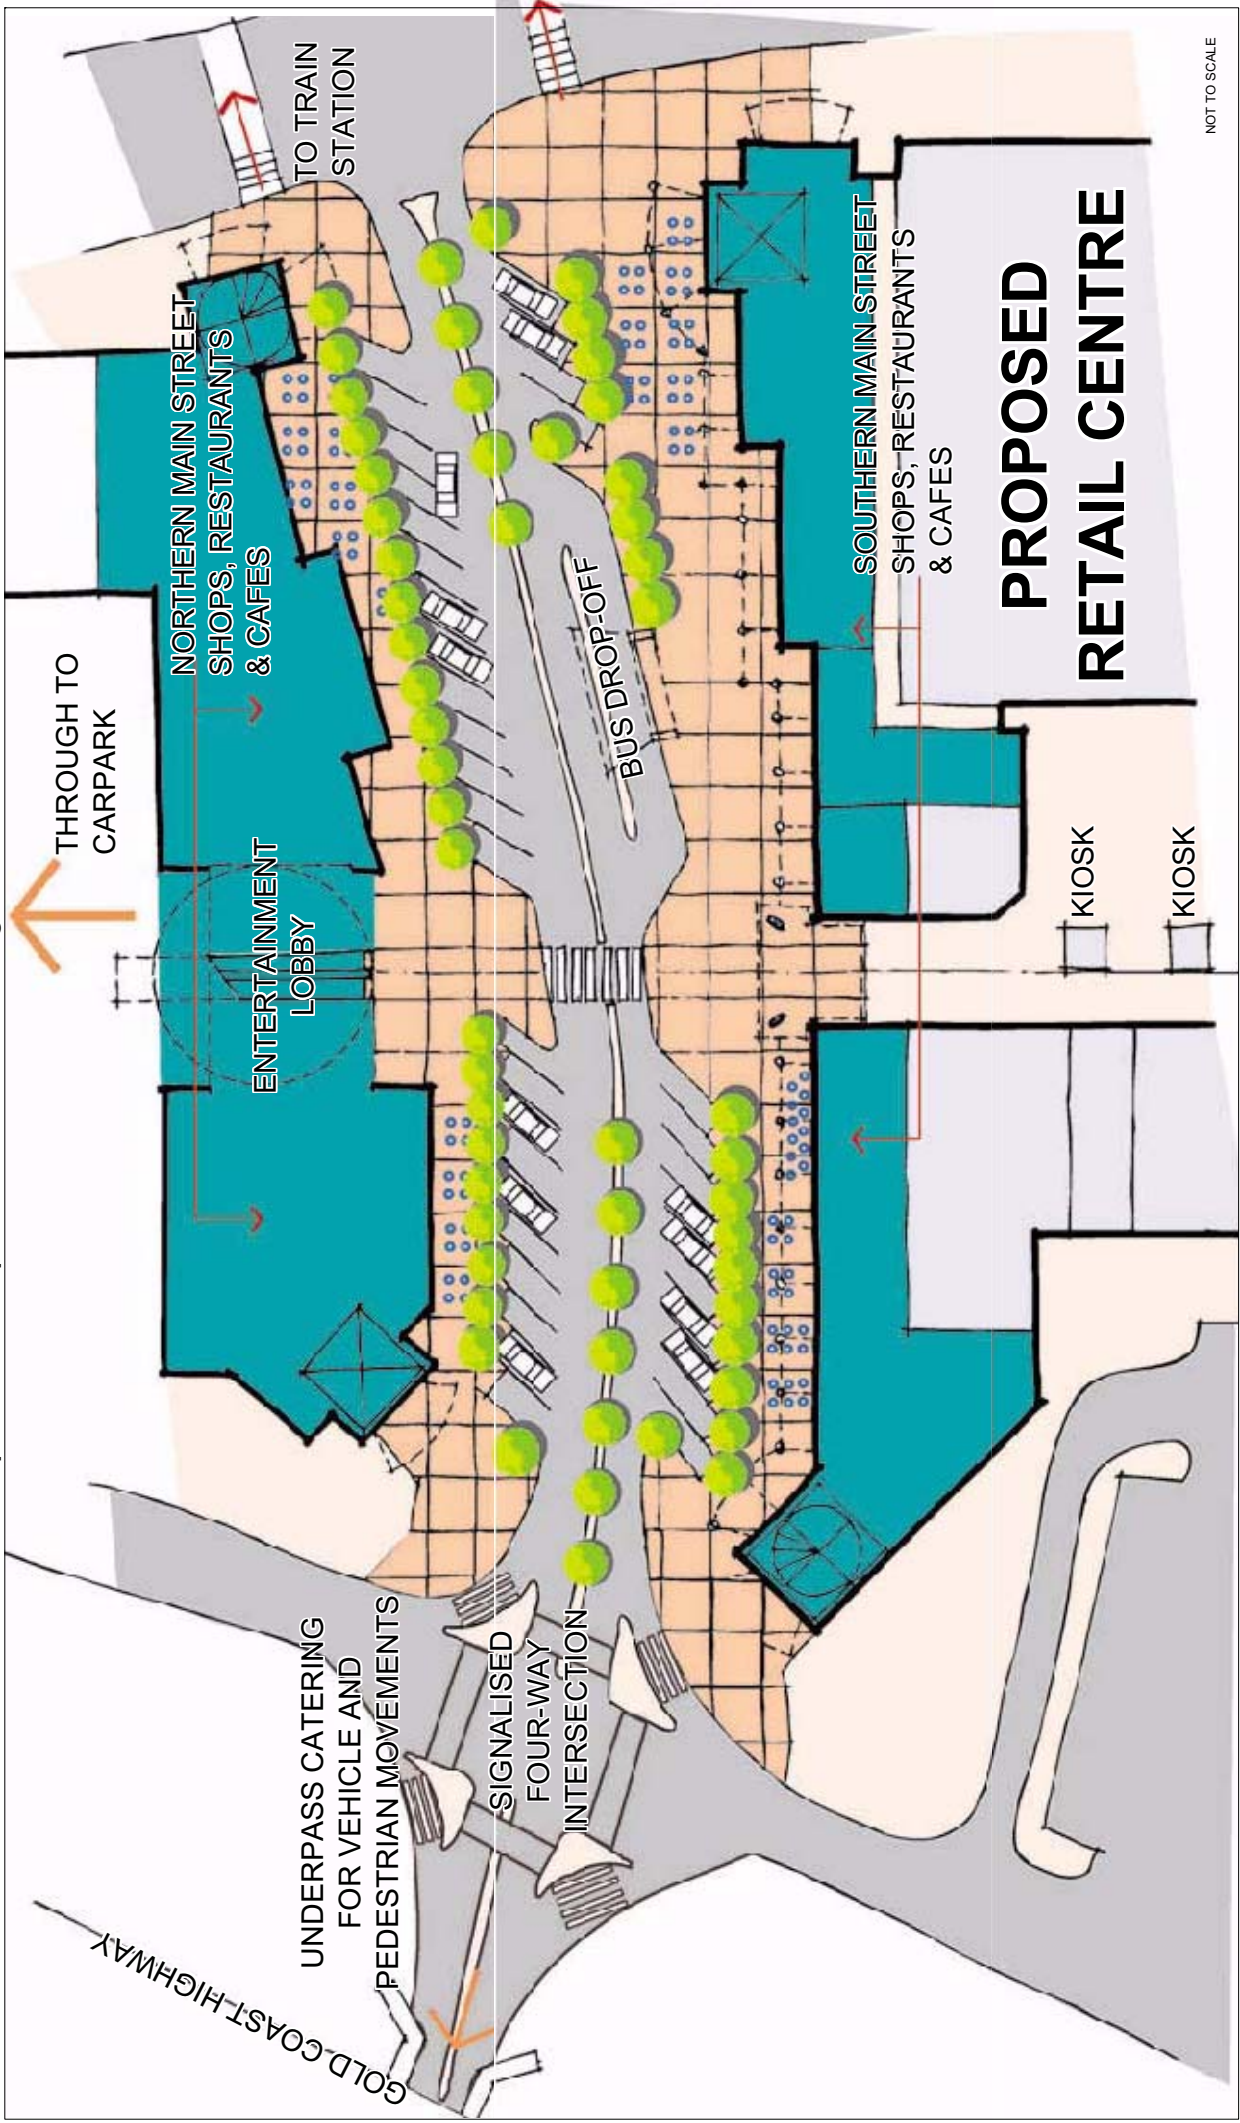 THROUGH TO
CARPARK
NORTHERN MAIN STREET
SHOPS, RESTAURANTS
& CAFES
TO TRAIN
STATION
ENTERTAINMENT
LOBBY
GOLD COAST HIGHWAY
UNDERPASS CATERING
FOR VEHICLE AND
PEDESTRIAN MOVEMENTS
SIGNALISED
FOUR-WAY
INTERSECTION
BUS DROP-OFF
SOUTHERN MAIN STREET
SHOPS, RESTAURANTS
& CAFES
KIOSK
KIOSK
PROPOSED
RETAIL CENTRE
NOT TO SCALE